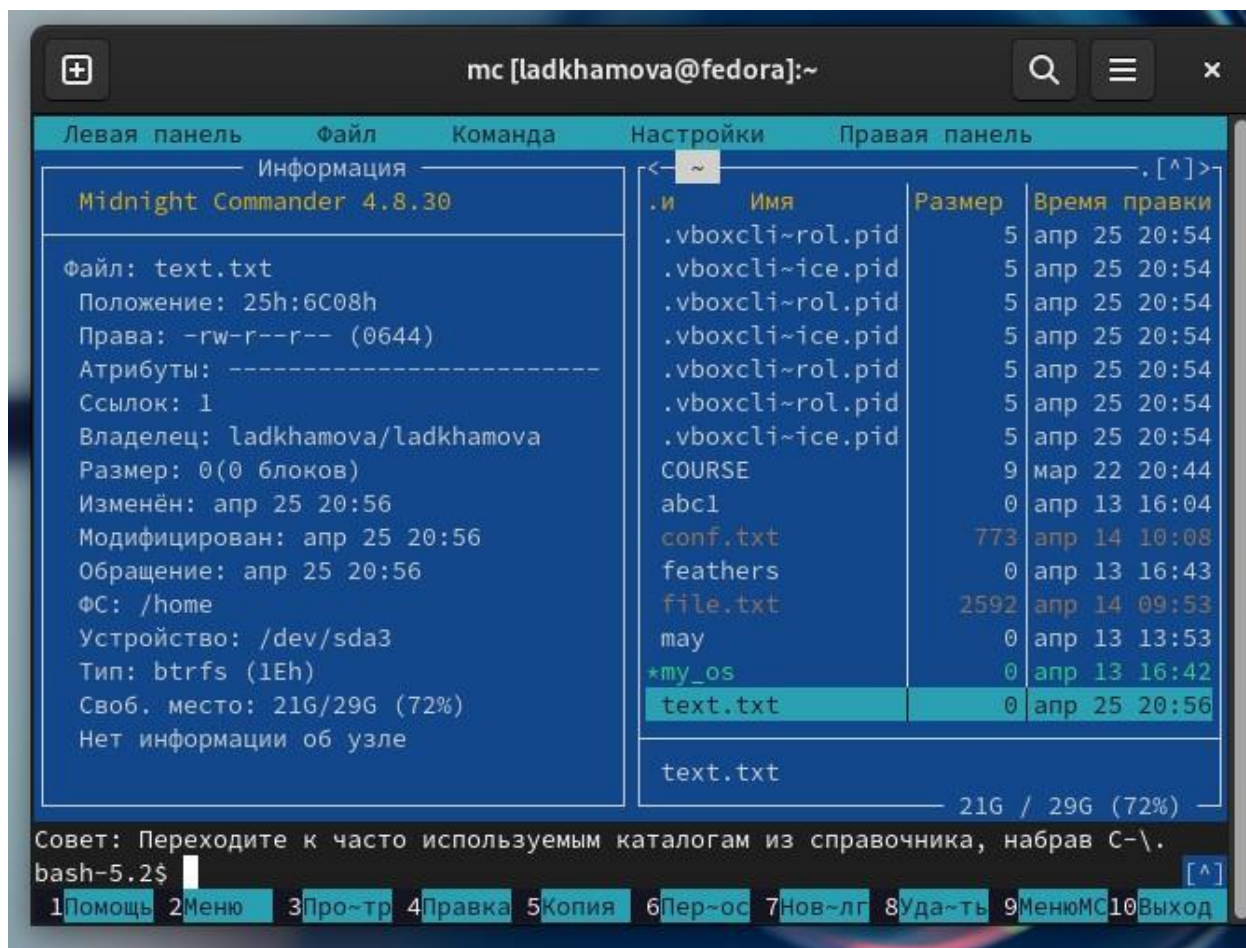 mc [ladkhamova@fedora]:~
Левая панель Файл Команда Настройки Правая панель
Информация
Midnight Commander 4.8.30
Файл: text.txt
Положение: 25h:6C08h
Права: -rw-r--r-- (0644)
Атрибуты: -------------------------
Ссылок: 1
Владелец: ladkhamova/ladkhamova
Размер: 0(0 блоков)
Изменён: апр 25 20:56
Модифицирован: апр 25 20:56
Обращение: апр 25 20:56
ФС: /home
Устройство: /dev/sda3
Тип: btrfs (1Eh)
Своб. место: 21G/29G (72%)
Нет информации об узле
<- ~ .[^]>
.и Имя Размер Время правки
.vboxcli~rol.pid 5 апр 25 20:54
.vboxcli~ice.pid 5 апр 25 20:54
.vboxcli~rol.pid 5 апр 25 20:54
.vboxcli~ice.pid 5 апр 25 20:54
.vboxcli~rol.pid 5 апр 25 20:54
.vboxcli~rol.pid 5 апр 25 20:54
.vboxcli~ice.pid 5 апр 25 20:54
COURSE 9 мар 22 20:44
abc1 0 апр 13 16:04
conf.txt 773 апр 14 10:08
feathers 0 апр 13 16:43
file.txt 2592 апр 14 09:53
may 0 апр 13 13:53
*my_os 0 апр 13 16:42
text.txt 0 апр 25 20:56
text.txt
21G / 29G (72%)
Совет: Переходите к часто используемым каталогам из справочника, набрав C-\.
bash-5.2$ [^]
1Помощь 2Меню 3Про~тр 4Правка 5Копия 6Пер~ос 7Нов~лг 8Уда~ть 9МенюMC10Выход